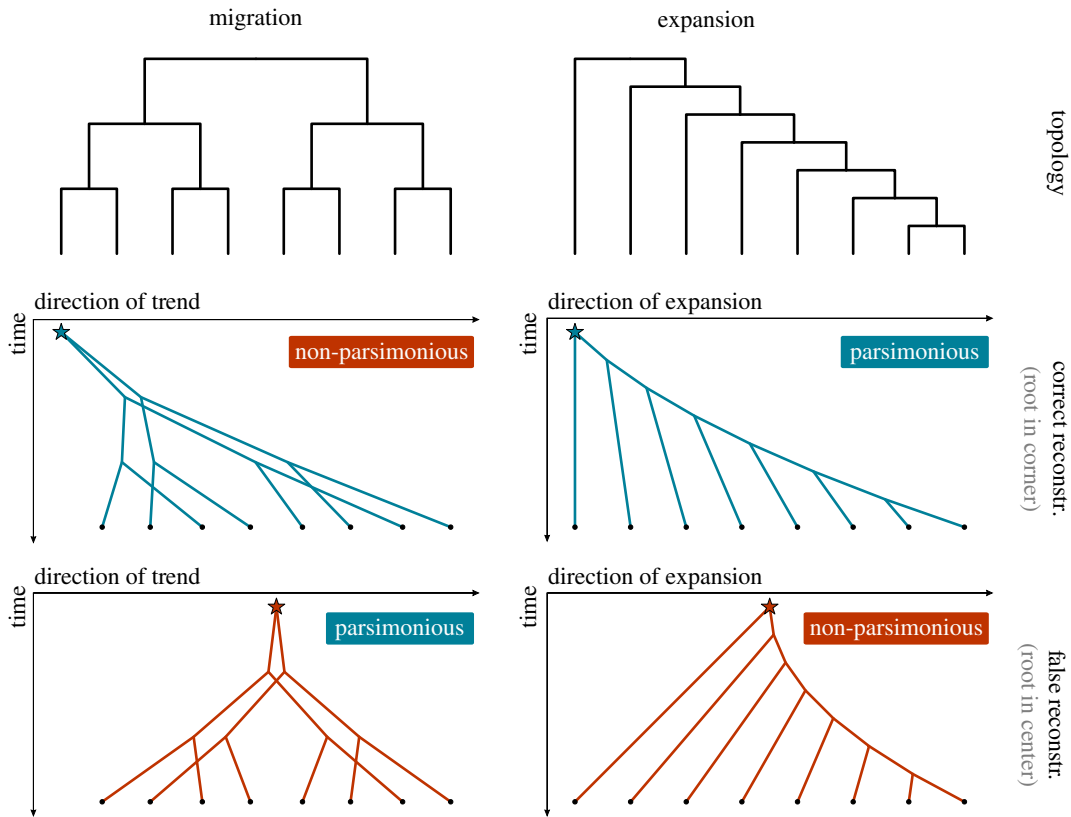 migration
expansion
topology
direction of trend
time
non-parsimonious
direction of expansion
time
parsimonious
correct reconstr.
(root in corner)
direction of trend
time
parsimonious
direction of expansion
time
non-parsimonious
false reconstr.
(root in center)